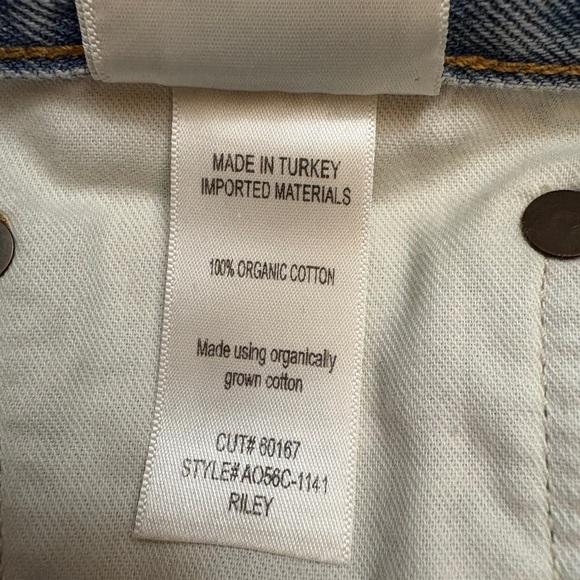 MADE IN TURKEY
IMPORTED MATERIALS
100% ORGANIC COTTON
Made using organically
grown cotton
CUT# 60167
STYLE# AO56C-1141
RILEY